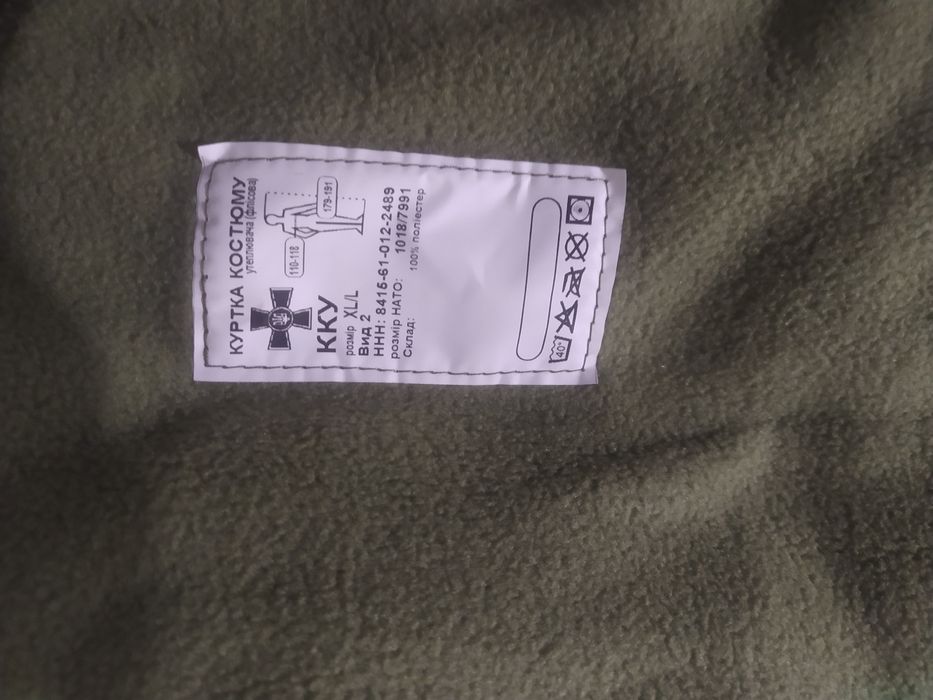 КУРТКА КОСТЮМУ
утеплювача (флісова)
110-118
179-191
ККУ
розмір XL/L
Вид 2
ННН: 8415-61-012-2489
розмір НАТО: 1018/7991
Склад: 100% поліестер
40°